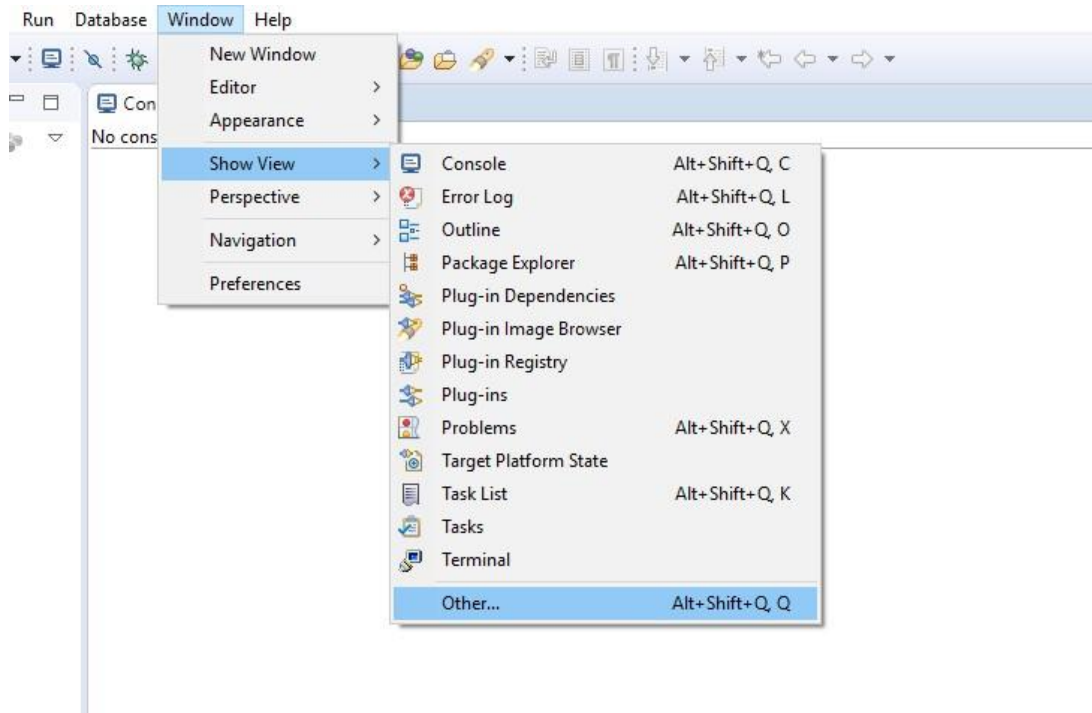 Run Database Window Help
New Window
Editor
Con
Appearance
No cons
Show View
Console Alt+Shift+Q, C
Perspective
Error Log Alt+Shift+Q, L
Outline Alt+Shift+Q, O
Navigation
Package Explorer Alt+Shift+Q, P
Preferences
Plug-in Dependencies
Plug-in Image Browser
Plug-in Registry
Plug-ins
Problems Alt+Shift+Q, X
Target Platform State
Task List Alt+Shift+Q, K
Tasks
Terminal
Other... Alt+Shift+Q, Q